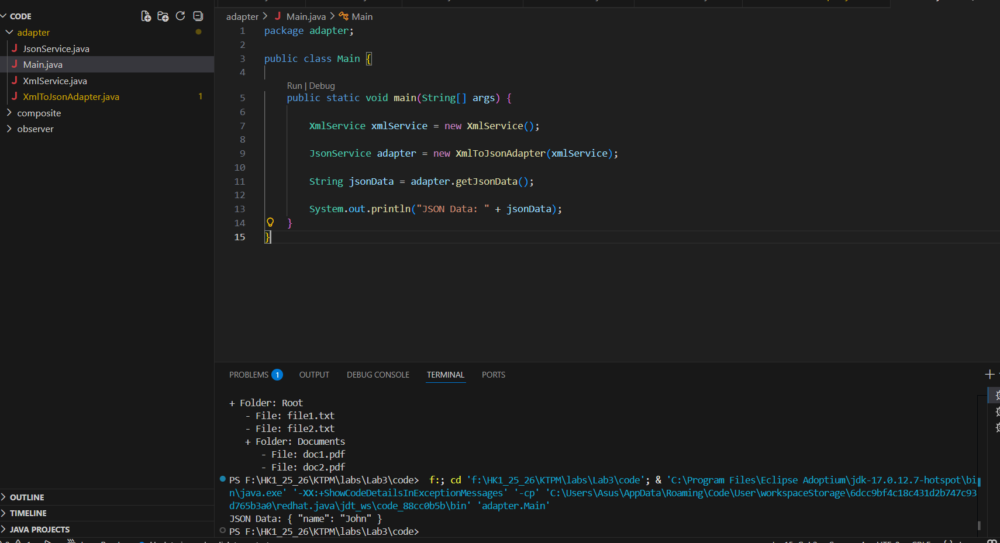 CODE
adapter
JsonService.java
Main.java
XmlService.java
XmlToJsonAdapter.java 1
composite
observer
OUTLINE
TIMELINE
JAVA PROJECTS
adapter > Main.java > Main
1 package adapter;
2
3 public class Main {
4
Run | Debug
5 public static void main(String[] args) {
6
7 XmlService xmlService = new XmlService();
8
9 JsonService adapter = new XmlToJsonAdapter(xmlService);
10
11 String jsonData = adapter.getJsonData();
12
13 System.out.println("JSON Data: " + jsonData);
14 }
15 }
PROBLEMS 1 OUTPUT DEBUG CONSOLE TERMINAL PORTS
+ Folder: Root
- File: file1.txt
- File: file2.txt
+ Folder: Documents
- File: doc1.pdf
- File: doc2.pdf
PS F:\HK1_25_26\KTPM\labs\Lab3\code> f:; cd 'f:\HK1_25_26\KTPM\labs\Lab3\code'; & 'C:\Program Files\Eclipse Adoptium\jdk-17.0.12.7-hotspot\bi
n\java.exe' '-XX:+ShowCodeDetailsInExceptionMessages' '-cp' 'C:\Users\Asus\AppData\Roaming\Code\User\workspaceStorage\6dcc9bf4c18c431d2b747c93
d765b3a0\redhat.java\jdt_ws\code_88cc0b5b\bin' 'adapter.Main'
JSON Data: { "name": "John" }
PS F:\HK1_25_26\KTPM\labs\Lab3\code>